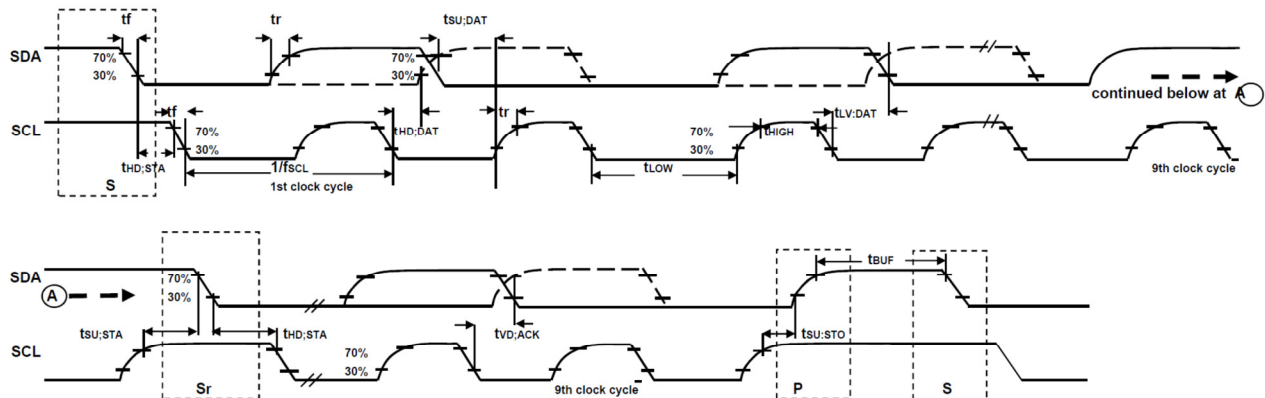 tf
tr
tSU;DAT
SDA
70%
30%
70%
30%
continued below at A
tf
tHD;DAT
tr
tLV:DAT
SCL
70%
30%
70%
30%
tHIGH
tHD;STA
1/fSCL
tLOW
S
1st clock cycle
9th clock cycle
tBUF
SDA
70%
30%
A
tSU;STA
tHD;STA
tVD;ACK
tSU:STO
SCL
70%
30%
Sr
9th clock cycle
P
S